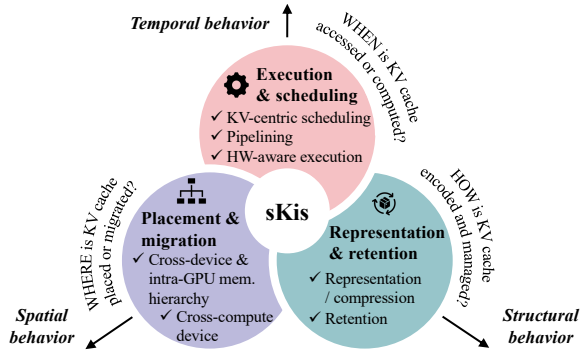 Temporal behavior
WHEN is KV cache
accessed or computed?
Execution
& scheduling
✓ KV-centric scheduling
✓ Pipelining
✓ HW-aware execution
sKis
WHERE is KV cache
placed or migrated?
Placement &
migration
✓ Cross-device &
intra-GPU mem.
hierarchy
✓ Cross-compute
device
HOW is KV cache
encoded and managed?
Representation
& retention
✓ Representation
/ compression
✓ Retention
Spatial
behavior
Structural
behavior